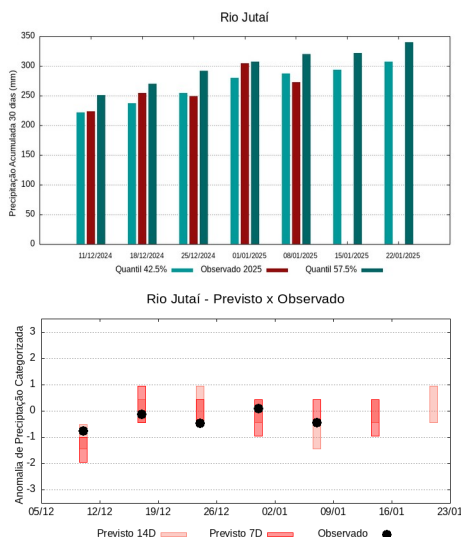 Rio Jutaí
Precipitação Acumulada 30 dias (mm)
350
300
250
200
150
100
50
0
11/12/2024 18/12/2024 25/12/2024 01/01/2025 08/01/2025 15/01/2025 22/01/2025
Quantil 42.5% Observado 2025 Quantil 57.5%
Rio Jutaí - Previsto x Observado
Anomalia de Precipitação Categorizada
3
2
1
0
-1
-2
-3
05/12 12/12 19/12 26/12 02/01 09/01 16/01 23/01
Previsto 14D Previsto 7D Observado